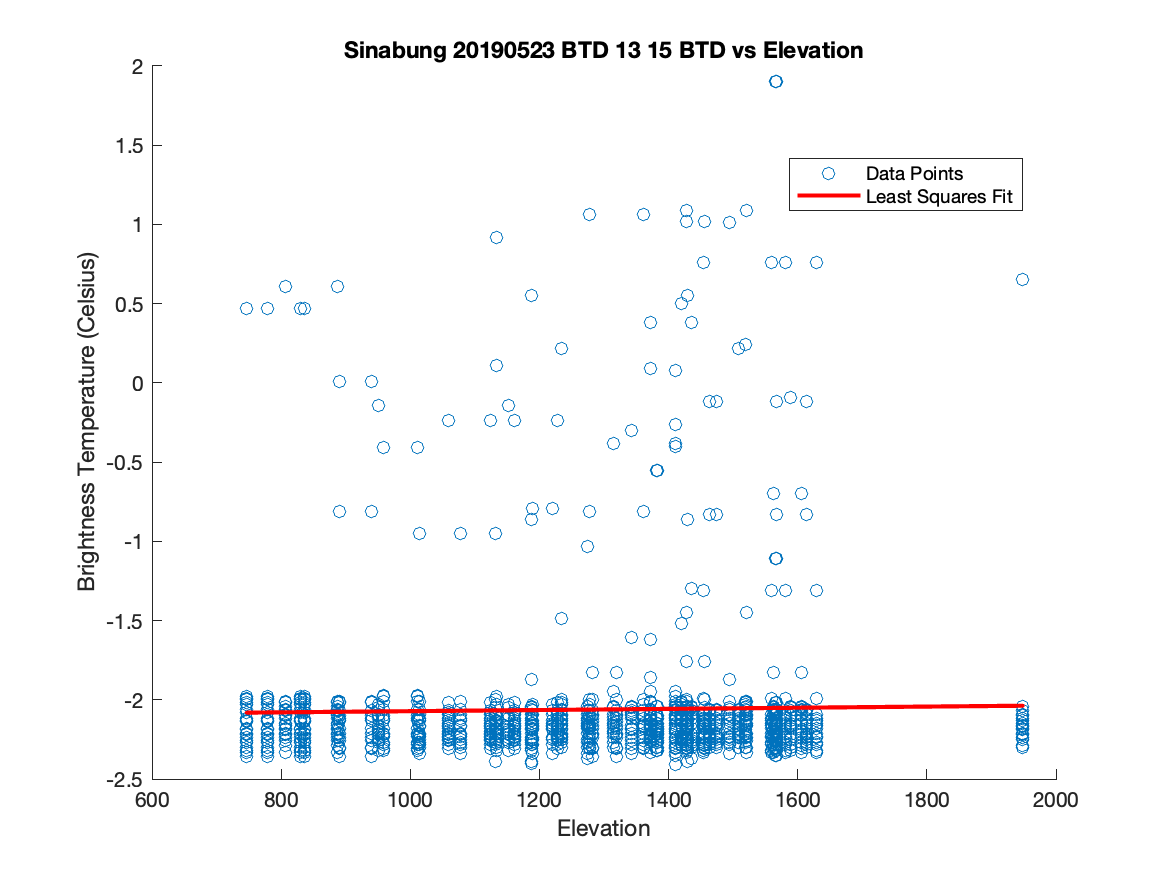 Sinabung 20190523 BTD 13 15 BTD vs Elevation
2
1.5
1
0.5
0
-0.5
-1
-1.5
-2
-2.5
Brightness Temperature (Celsius)
Data Points
Least Squares Fit
600 800 1000 1200 1400 1600 1800 2000
Elevation